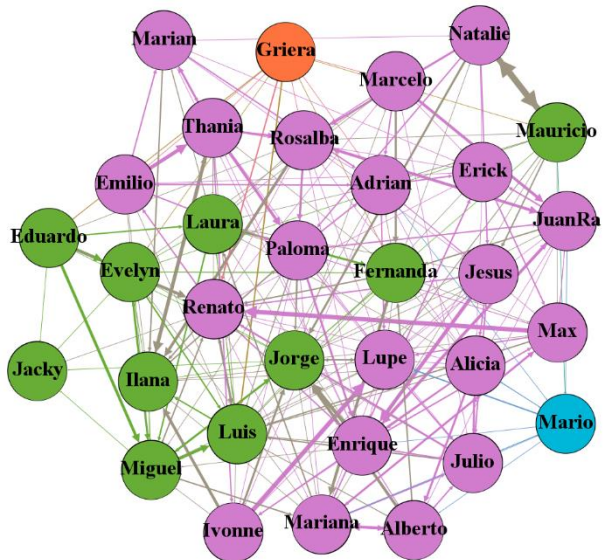 Marian
Griera
Natalie
Marcelo
Thania
Rosalba
Mauricio
Emilio
Adrian
Erick
JuanRa
Laura
Eduardo
Evelyn
Paloma
Fernanda
Jesus
Renato
Max
Jacky
Ilana
Jorge
Lupe
Alicia
Mario
Luis
Enrique
Miguel
Julio
Ivonne
Mariana
Alberto